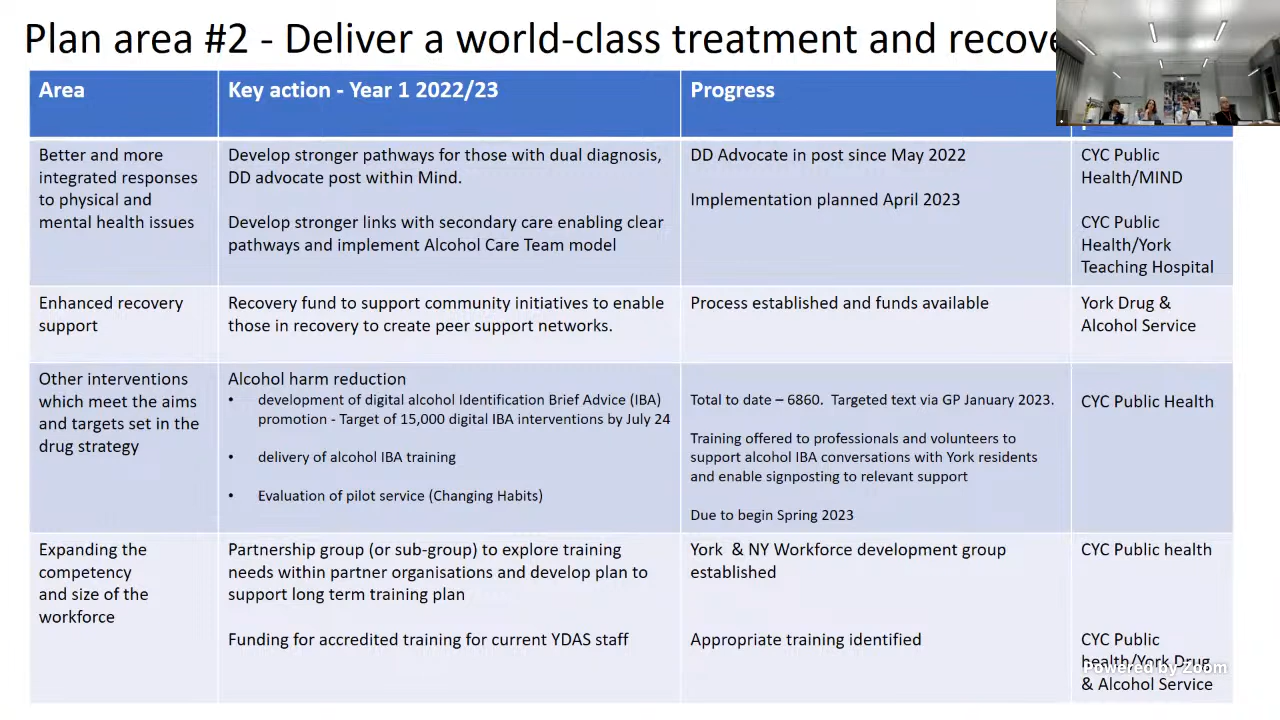 Plan area #2 - Deliver a world-class treatment and recove
Area
Key action - Year 1 2022/23
Progress
Better and more
integrated responses
to physical and
mental health issues
Develop stronger pathways for those with dual diagnosis,
DD advocate post within Mind.
Develop stronger links with secondary care enabling clear
pathways and implement Alcohol Care Team model
DD Advocate in post since May 2022
Implementation planned April 2023
CYC Public
Health/MIND
CYC Public
Health/York
Teaching Hospital
Enhanced recovery
support
Recovery fund to support community initiatives to enable
those in recovery to create peer support networks.
Process established and funds available
York Drug &
Alcohol Service
Other interventions
which meet the aims
and targets set in the
drug strategy
Alcohol harm reduction
• development of digital alcohol Identification Brief Advice (IBA)
promotion - Target of 15,000 digital IBA interventions by July 24
• delivery of alcohol IBA training
• Evaluation of pilot service (Changing Habits)
Total to date – 6860. Targeted text via GP January 2023.
Training offered to professionals and volunteers to
support alcohol IBA conversations with York residents
and enable signposting to relevant support
Due to begin Spring 2023
CYC Public Health
Expanding the
competency
and size of the
workforce
Partnership group (or sub-group) to explore training
needs within partner organisations and develop plan to
support long term training plan
Funding for accredited training for current YDAS staff
York & NY Workforce development group
established
Appropriate training identified
CYC Public health
CYC Public
health/York Drug
& Alcohol Service
Powered by Zoom